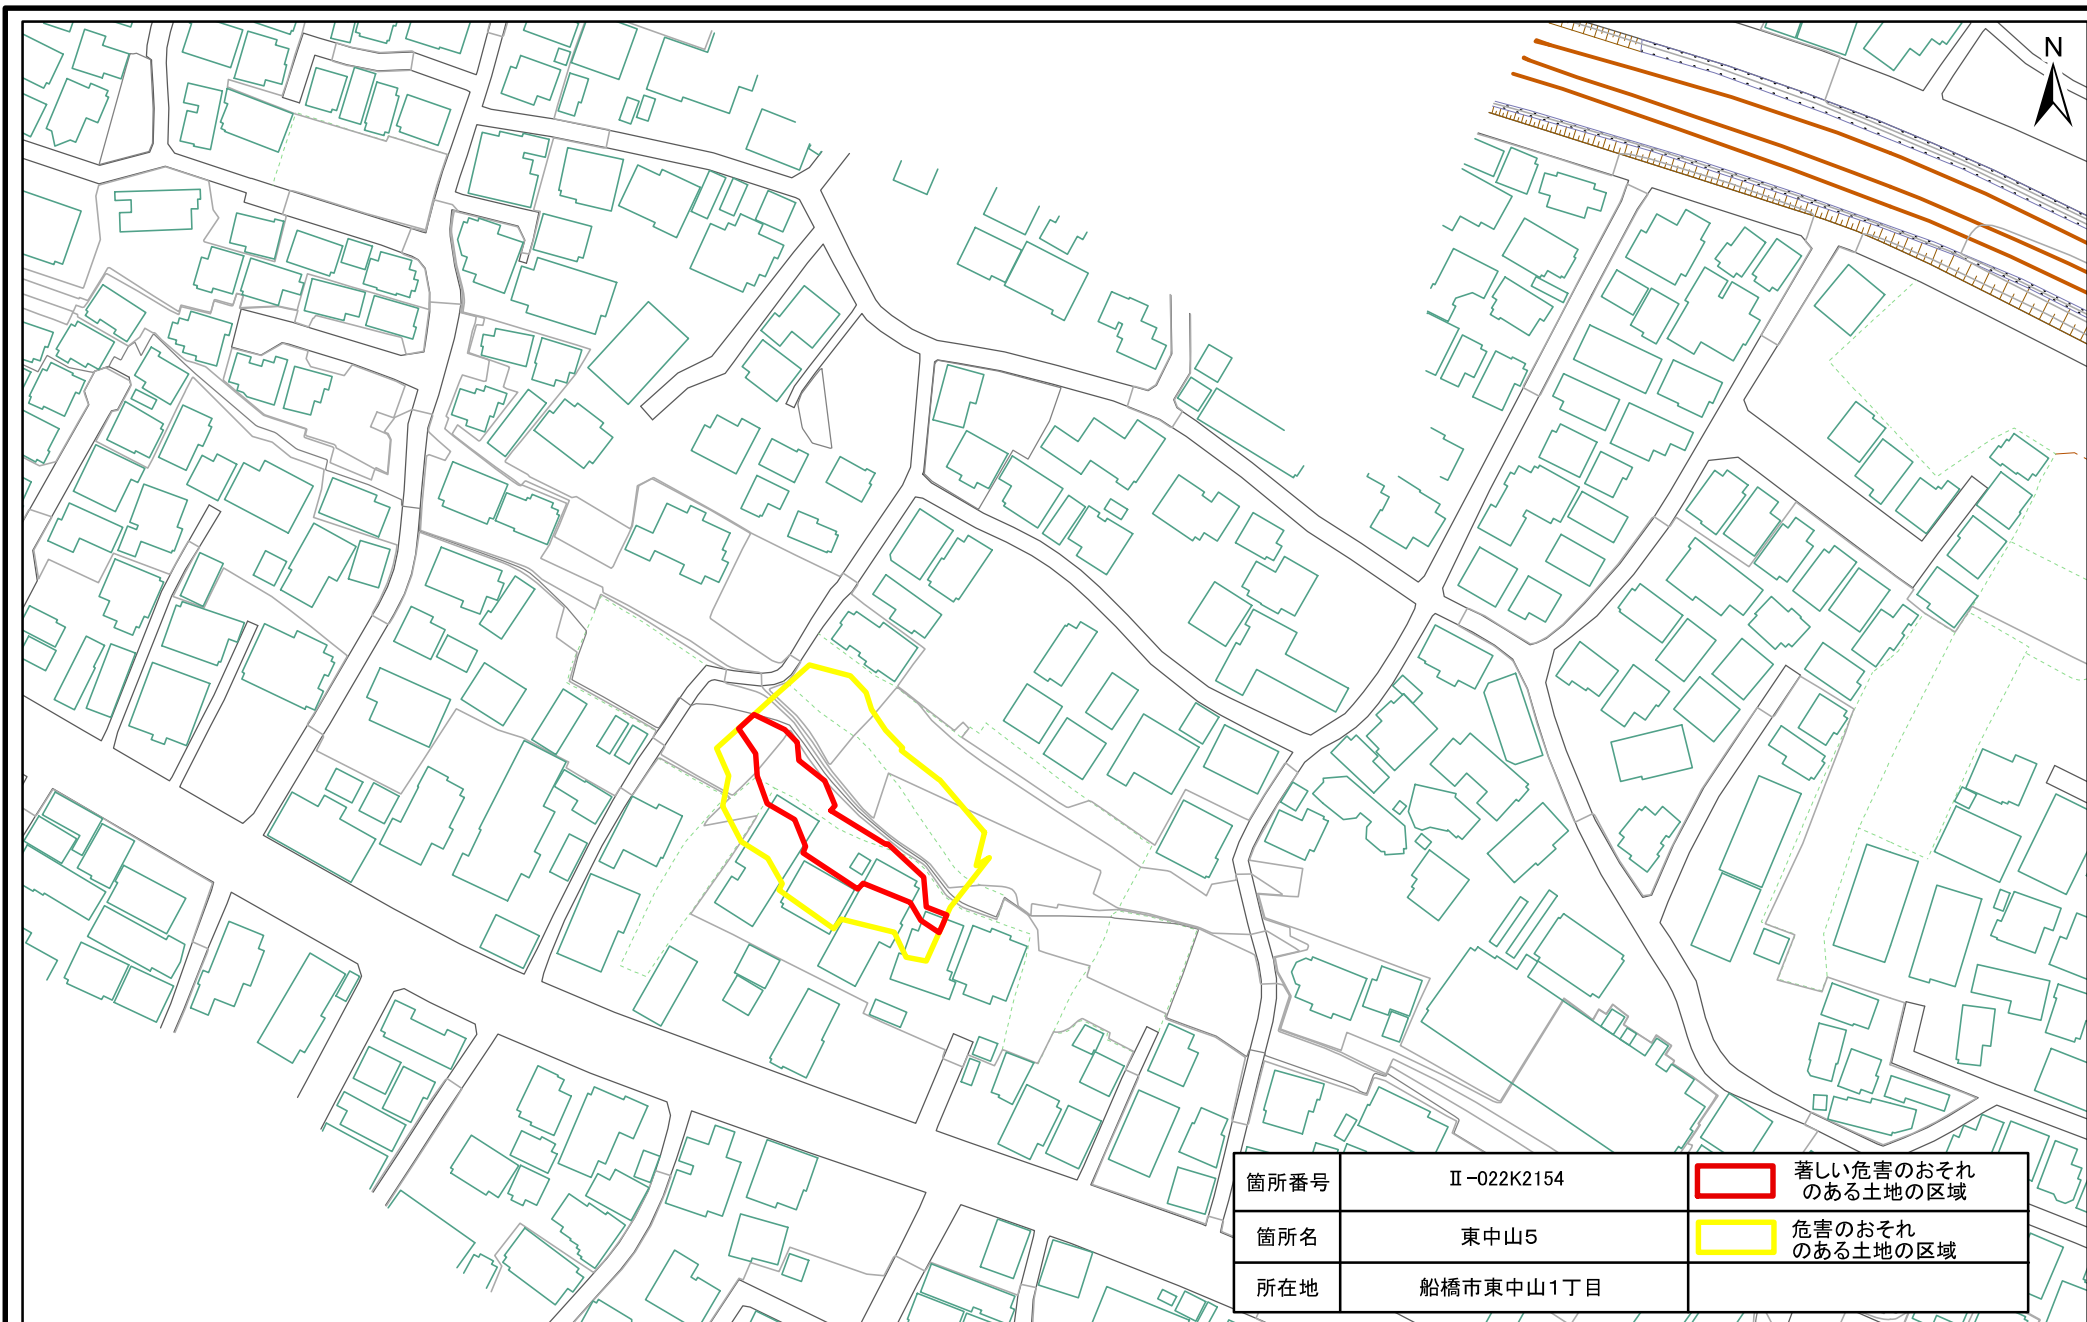 N
箇所番号
Ⅱ-022K2154
著しい危害のおそれ
のある土地の区域
箇所名
東中山5
危害のおそれ
のある土地の区域
所在地
船橋市東中山1丁目